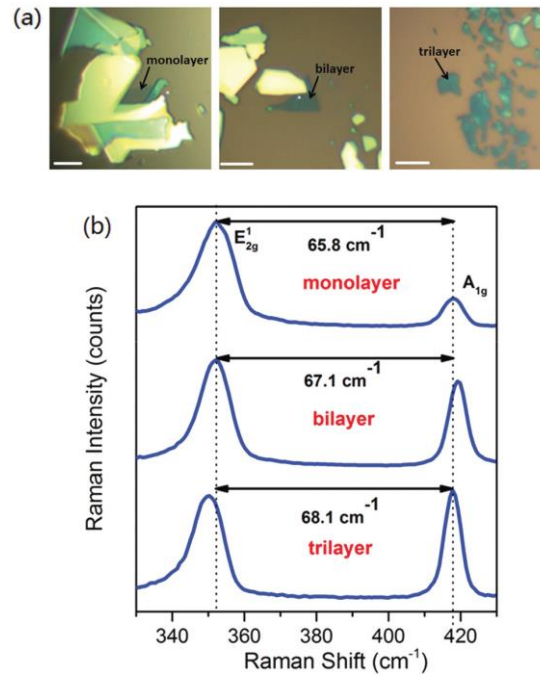 (a)
monolayer
bilayer
trilayer
(b)
E¹₂g
65.8 cm⁻¹
A₁g
monolayer
67.1 cm⁻¹
bilayer
68.1 cm⁻¹
trilayer
Raman Intensity (counts)
340 360 380 400 420
Raman Shift (cm⁻¹)